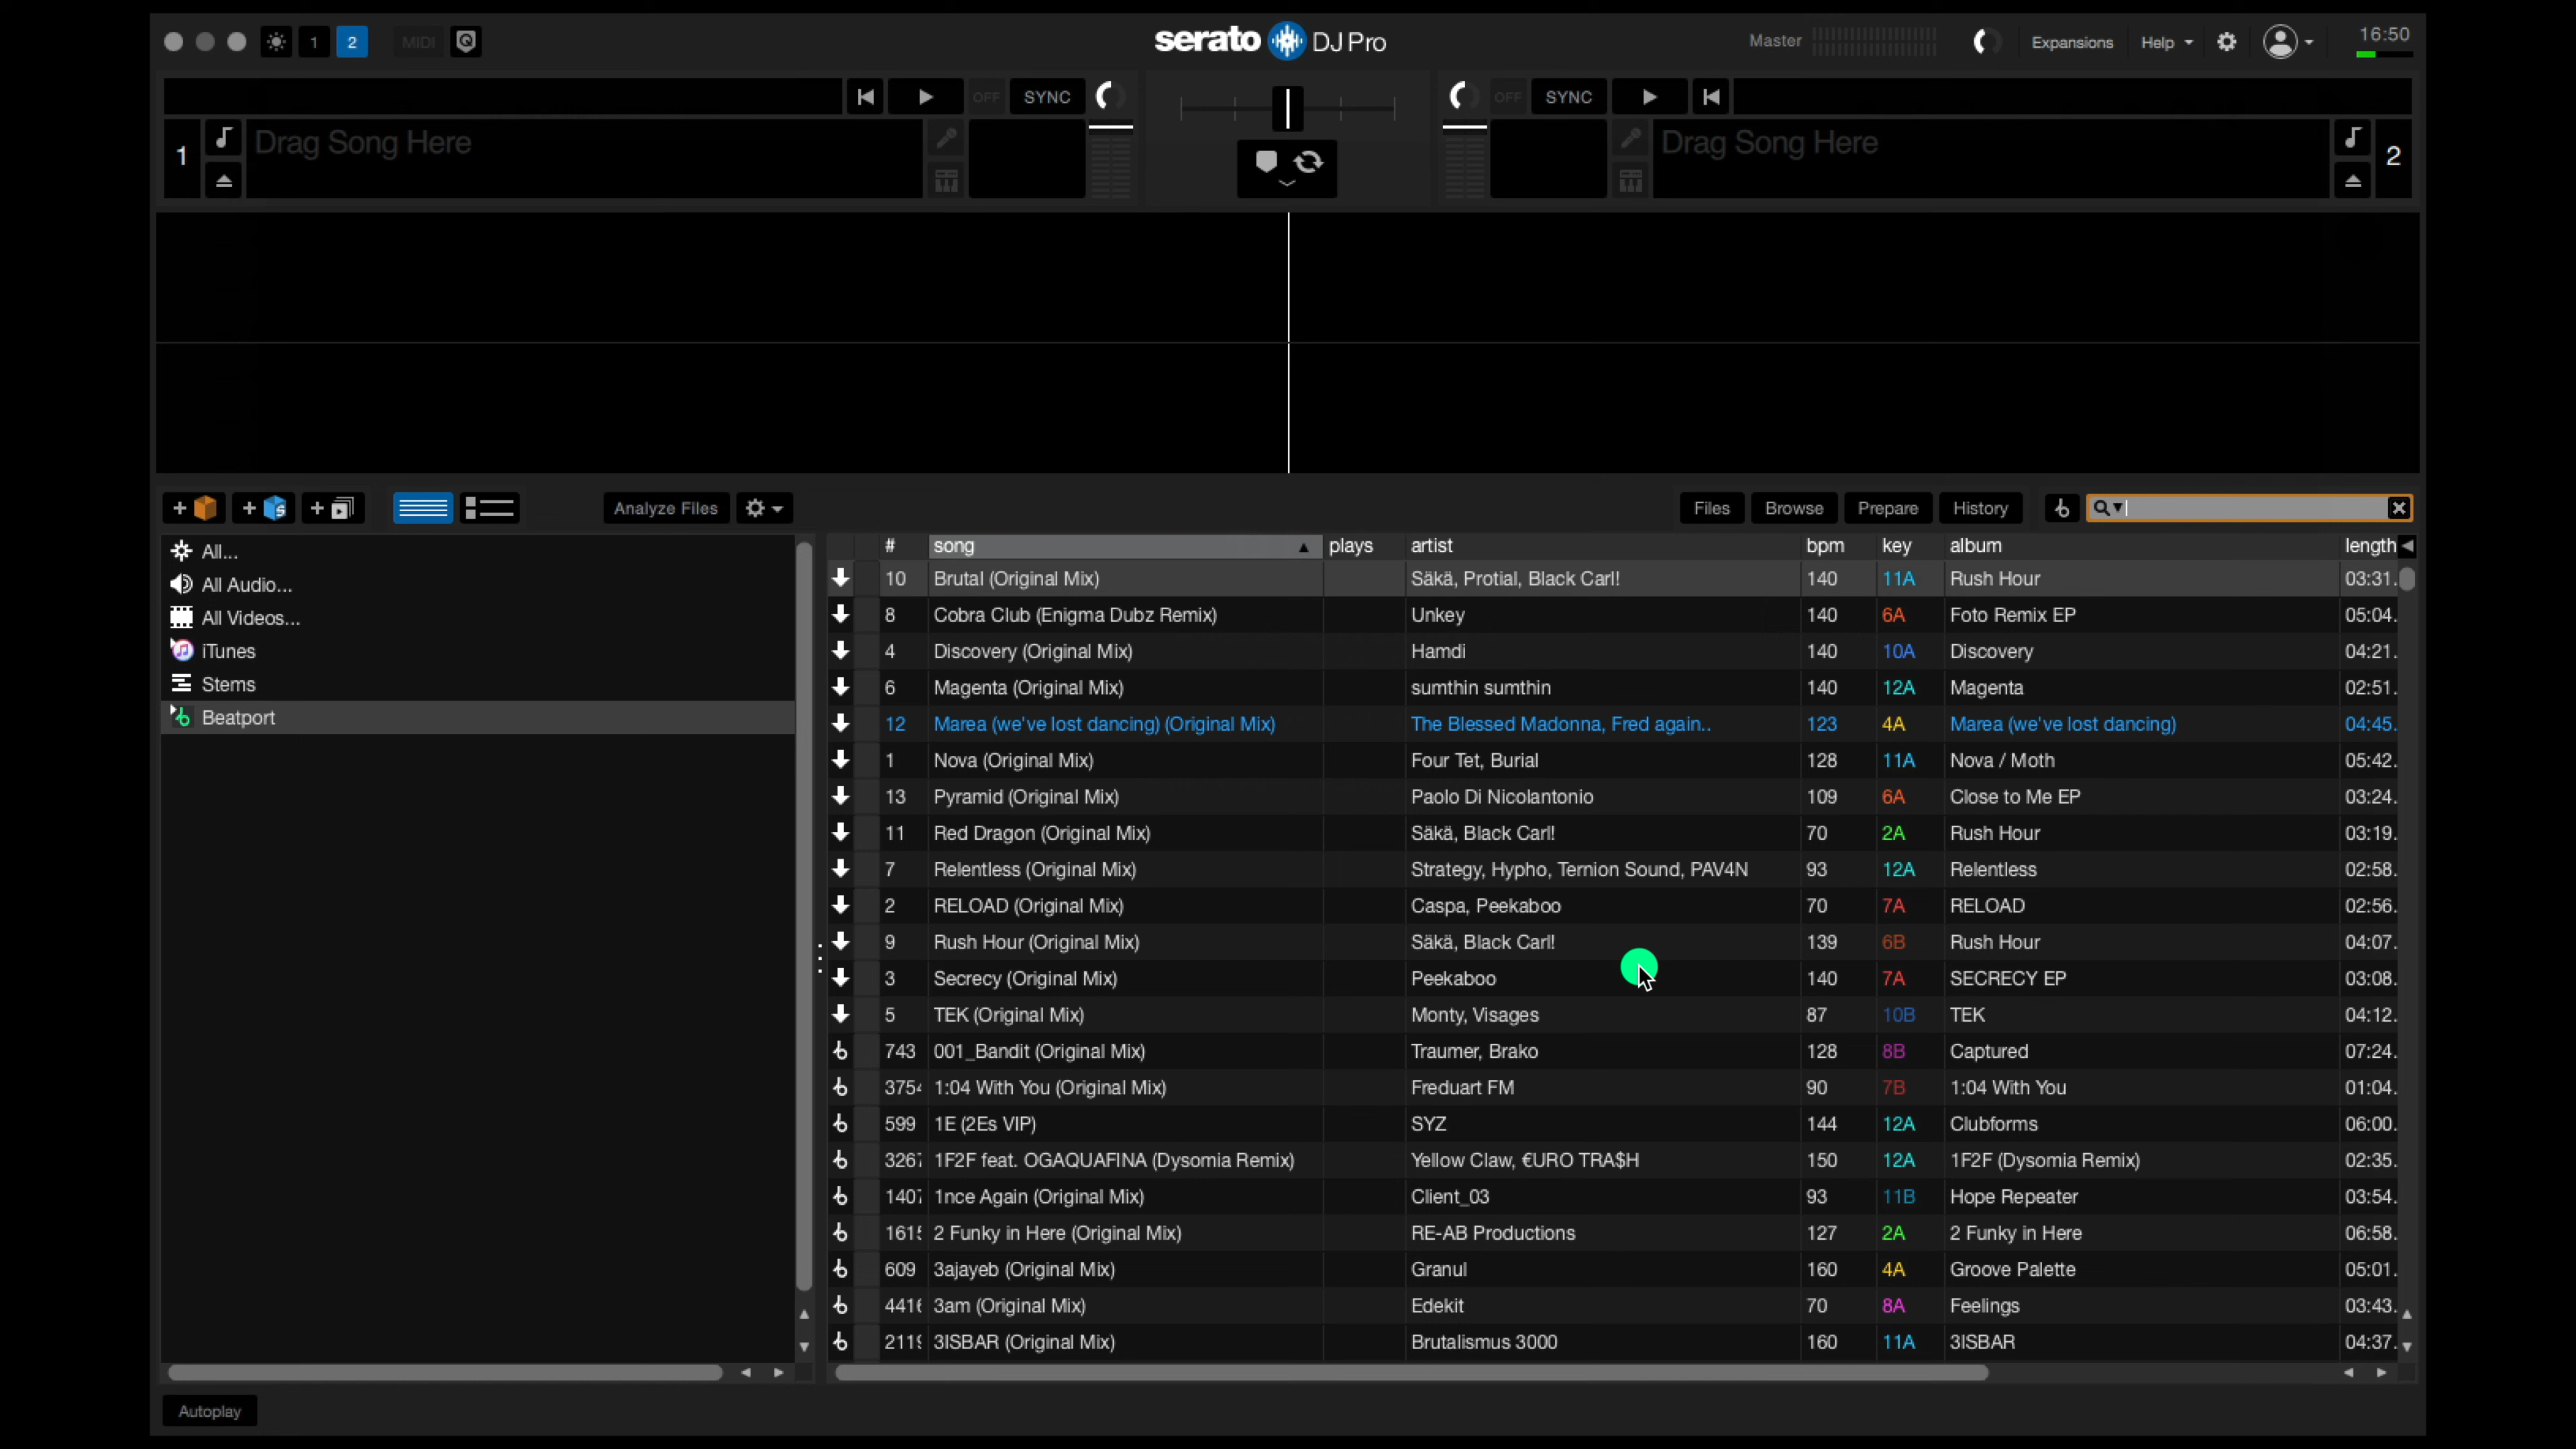 1 2 MIDI serato DJ Pro Master Expansions Help 16:50
OFF SYNC OFF SYNC
1 Drag Song Here Drag Song Here 2
Analyze Files Files Browse Prepare History
All...
All Audio...
All Videos...
iTunes
Stems
Beatport
# song plays artist bpm key album length
10 Brutal (Original Mix) Säkä, Protial, Black Carl! 140 11A Rush Hour 03:31.
8 Cobra Club (Enigma Dubz Remix) Unkey 140 6A Foto Remix EP 05:04.
4 Discovery (Original Mix) Hamdi 140 10A Discovery 04:21.
6 Magenta (Original Mix) sumthin sumthin 140 12A Magenta 02:51.
12 Marea (we've lost dancing) (Original Mix) The Blessed Madonna, Fred again.. 123 4A Marea (we've lost dancing) 04:45.
1 Nova (Original Mix) Four Tet, Burial 128 11A Nova / Moth 05:42.
13 Pyramid (Original Mix) Paolo Di Nicolantonio 109 6A Close to Me EP 03:24.
11 Red Dragon (Original Mix) Säkä, Black Carl! 70 2A Rush Hour 03:19.
7 Relentless (Original Mix) Strategy, Hypho, Ternion Sound, PAV4N 93 12A Relentless 02:58.
2 RELOAD (Original Mix) Caspa, Peekaboo 70 7A RELOAD 02:56.
9 Rush Hour (Original Mix) Säkä, Black Carl! 139 6B Rush Hour 04:07.
3 Secrecy (Original Mix) Peekaboo 140 7A SECRECY EP 03:08.
5 TEK (Original Mix) Monty, Visages 87 10B TEK 04:12.
743 001_Bandit (Original Mix) Traumer, Brako 128 8B Captured 07:24.
3754 1:04 With You (Original Mix) Freduart FM 90 7B 1:04 With You 01:04.
599 1E (2Es VIP) SYZ 144 12A Clubforms 06:00.
3267 1F2F feat. OGAQUAFINA (Dysomia Remix) Yellow Claw, €URO TRA$H 150 12A 1F2F (Dysomia Remix) 02:35.
1407 1nce Again (Original Mix) Client_03 93 11B Hope Repeater 03:54.
1615 2 Funky in Here (Original Mix) RE-AB Productions 127 2A 2 Funky in Here 06:58.
609 3ajayeb (Original Mix) Granul 160 4A Groove Palette 05:01.
4416 3am (Original Mix) Edekit 70 8A Feelings 03:43.
2119 3ISBAR (Original Mix) Brutalismus 3000 160 11A 3ISBAR 04:37.
Autoplay